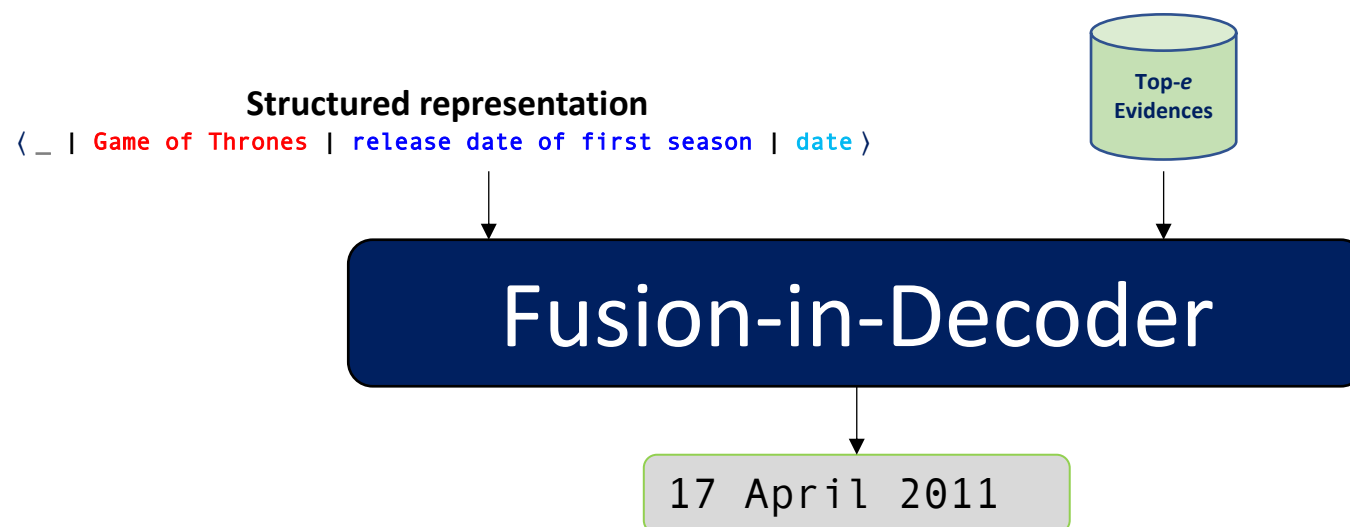 Top-e
Evidences
Structured representation
⟨ _ | Game of Thrones | release date of first season | date ⟩
Fusion-in-Decoder
17 April 2011